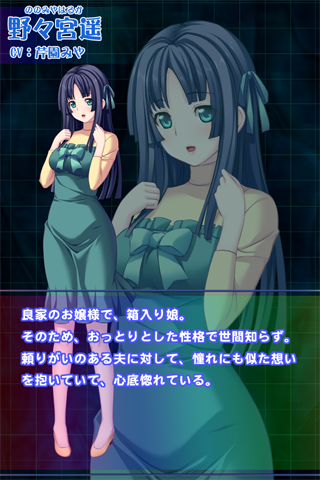 ののみやはるか
野々宮遥
CV：芹園みや
良家のお嬢様で、箱入り娘。
そのため、おっとりとした性格で世間知らず。
頼りがいのある夫に対して、憧れにも似た想い
を抱いていて、心底惚れている。